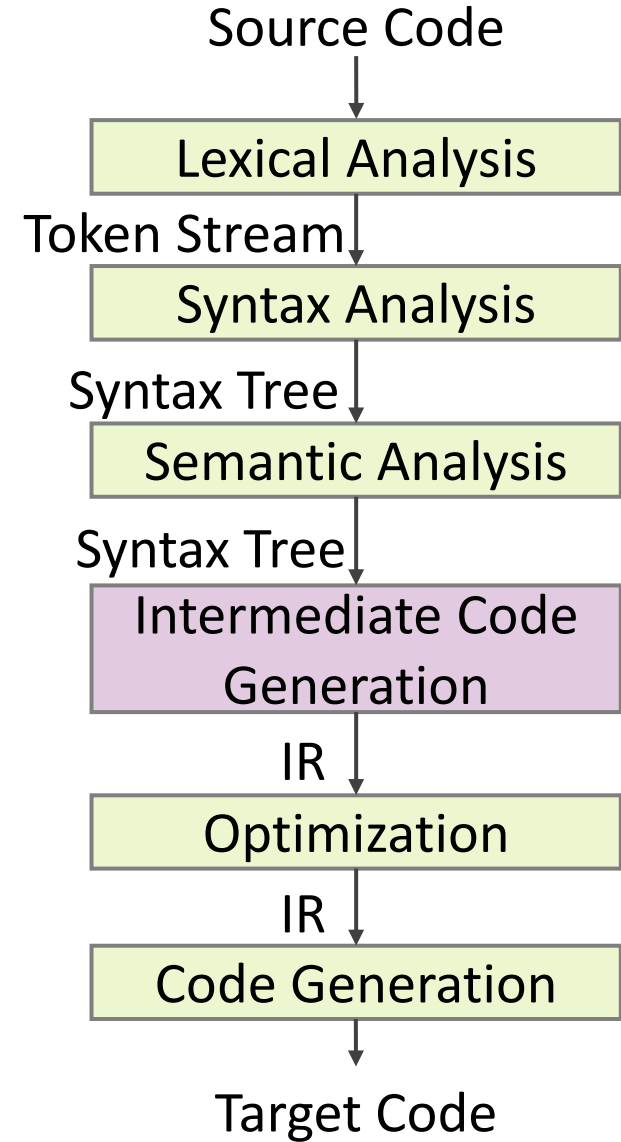 Source Code
Lexical Analysis
Token Stream
Syntax Analysis
Syntax Tree
Semantic Analysis
Syntax Tree
Intermediate Code
Generation
IR
Optimization
IR
Code Generation
Target Code